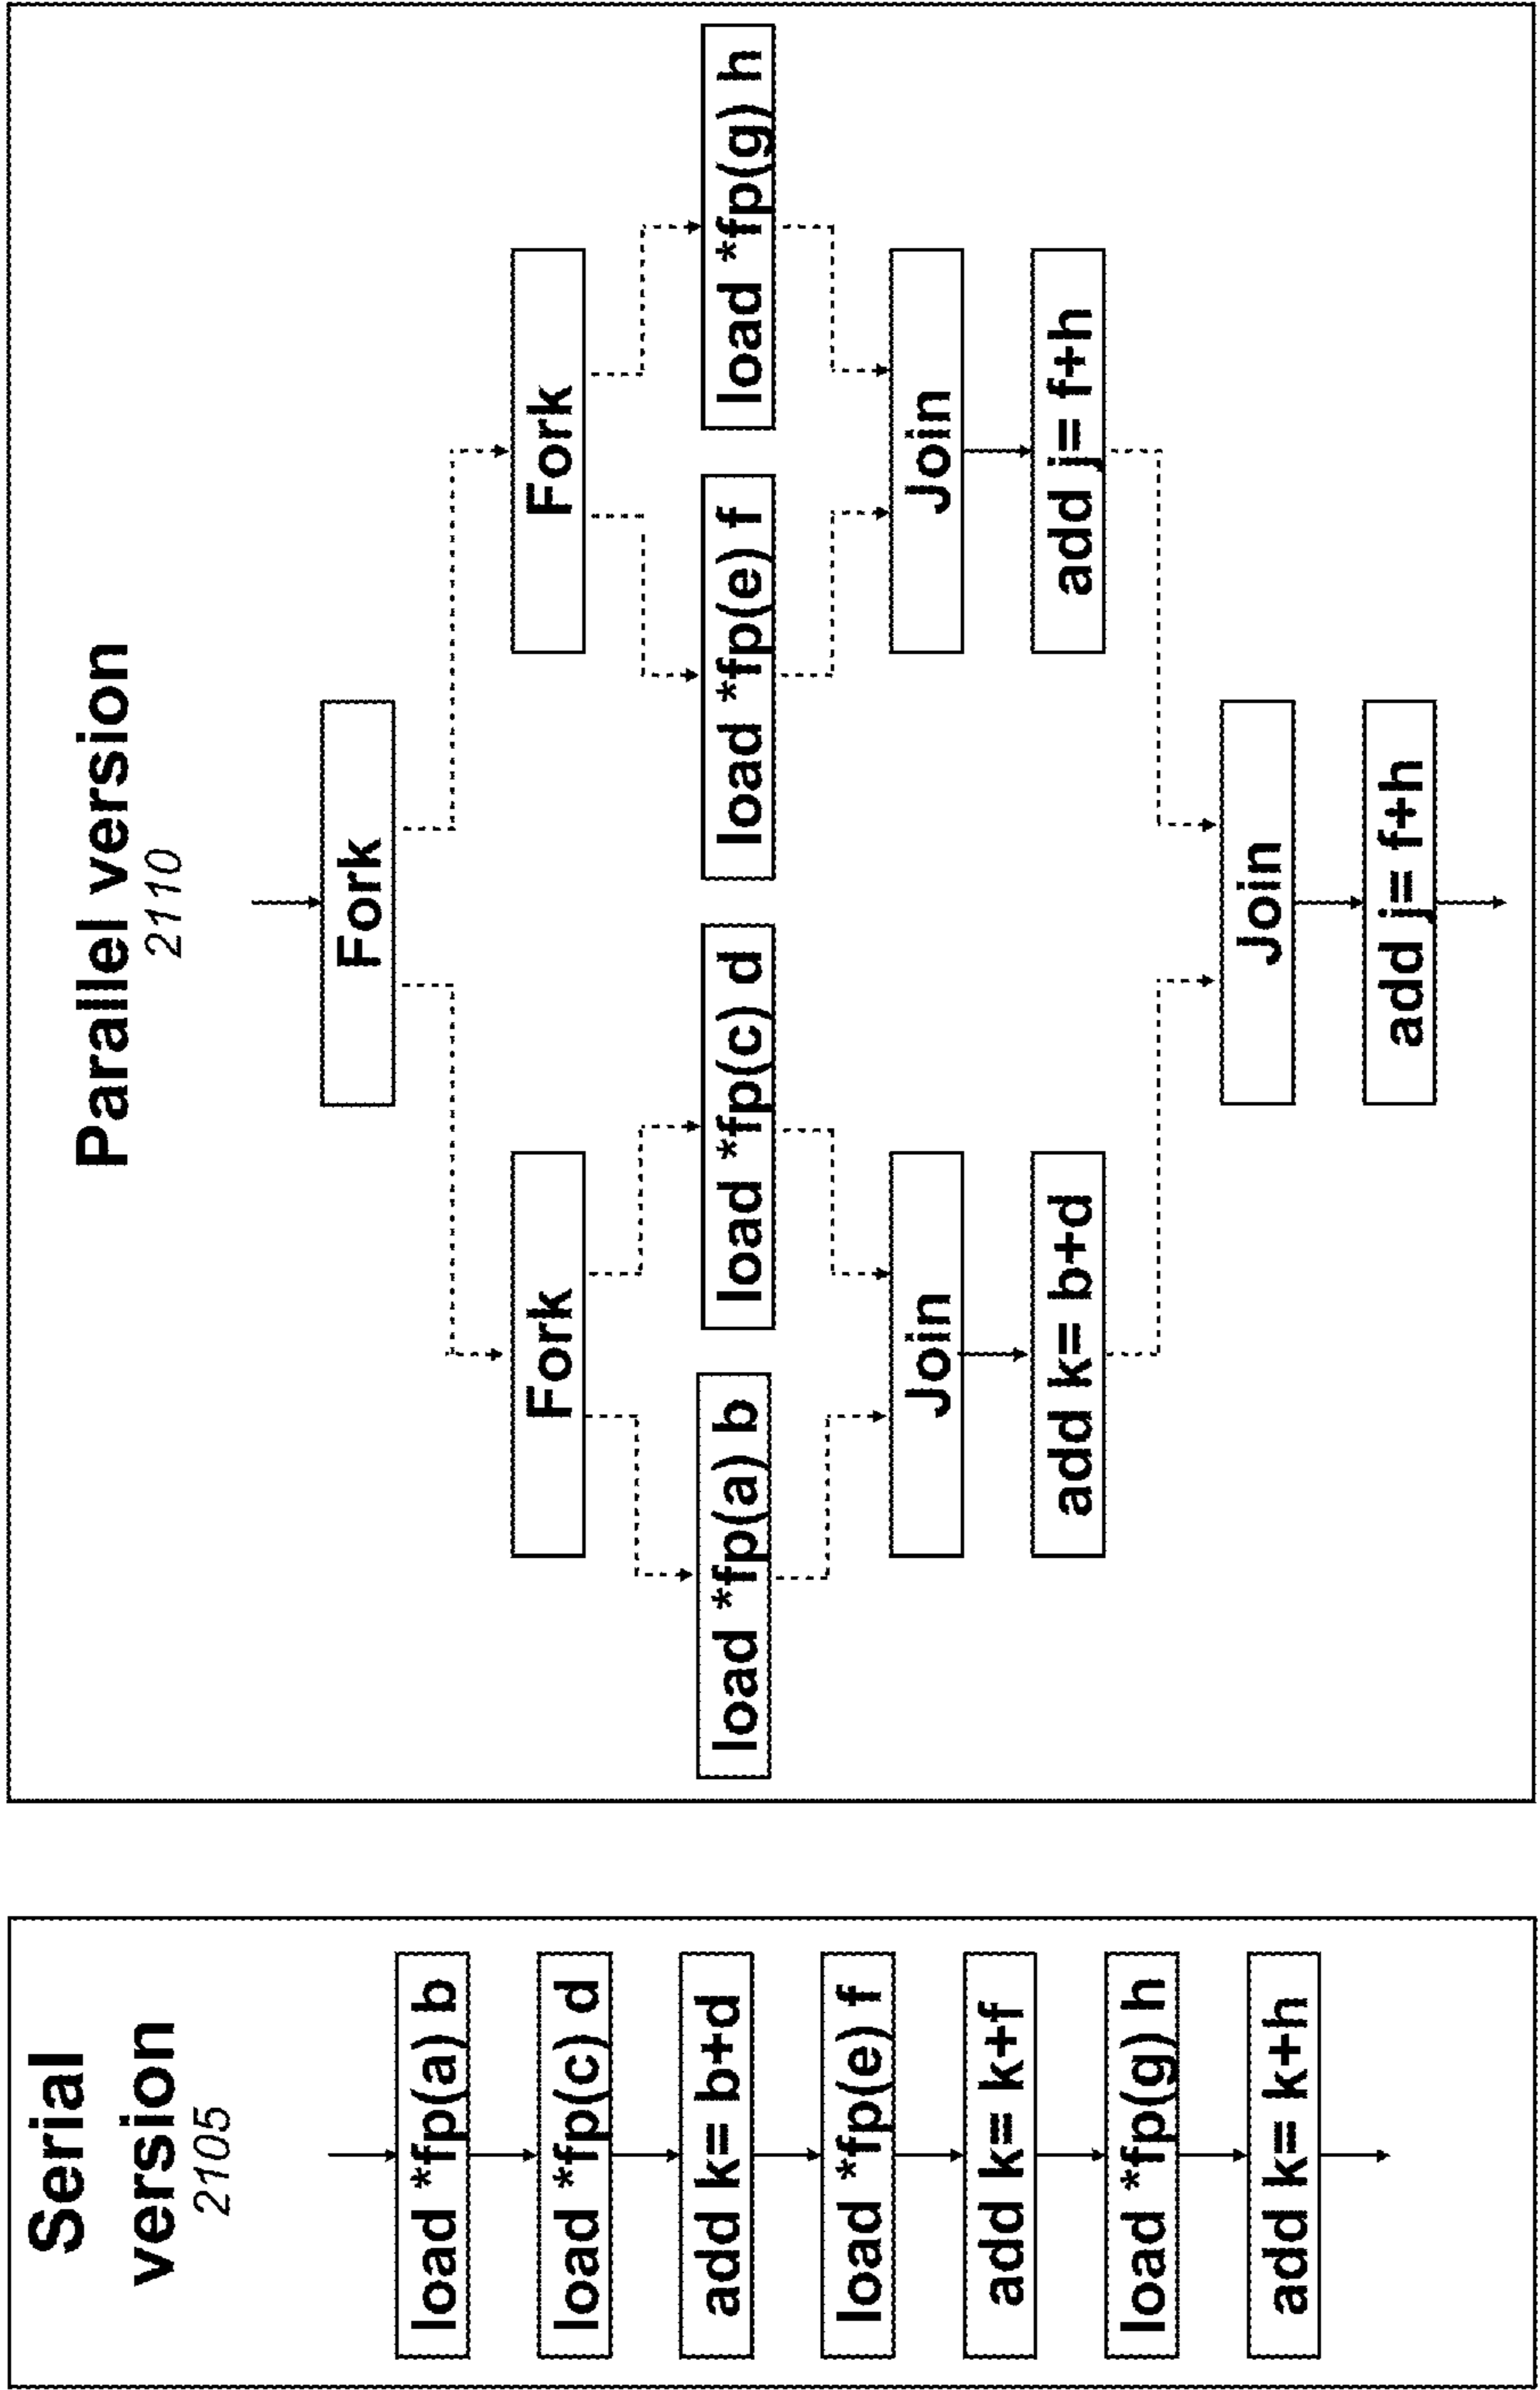 Serial
version
2105
load *fp(a) b
load *fp(c) d
add k= b+d
load *fp(e) f
add k= k+f
load *fp(g) h
add k= k+h
Parallel version
2110
Fork
Fork
Fork
load *fp(a) b
load *fp(c) d
load *fp(e) f
load *fp(g) h
Join
Join
add k= b+d
add j= f+h
Join
add j= f+h